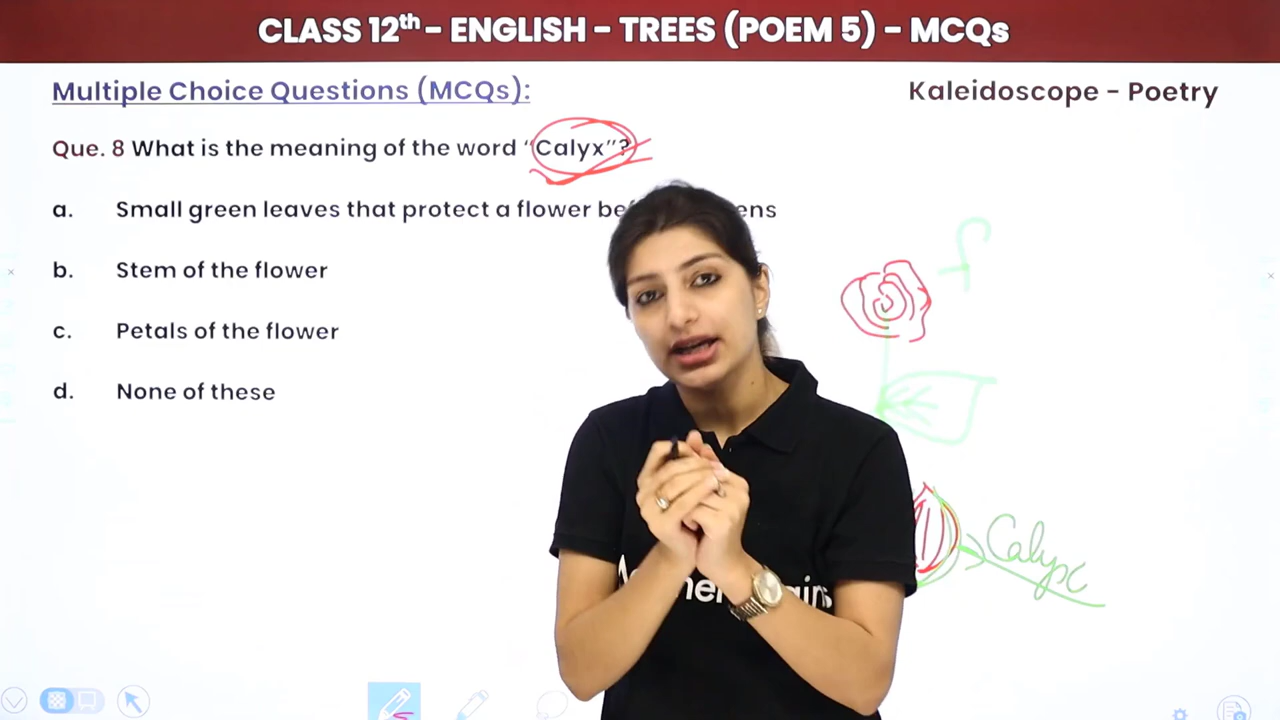 CLASS 12th - ENGLISH - TREES (POEM 5) - MCQs
Multiple Choice Questions (MCQs):
Kaleidoscope - Poetry
Que. 8 What is the meaning of the word "Calyx"?
a. Small green leaves that protect a flower
b. Stem of the flower
c. Petals of the flower
d. None of these
Calyx